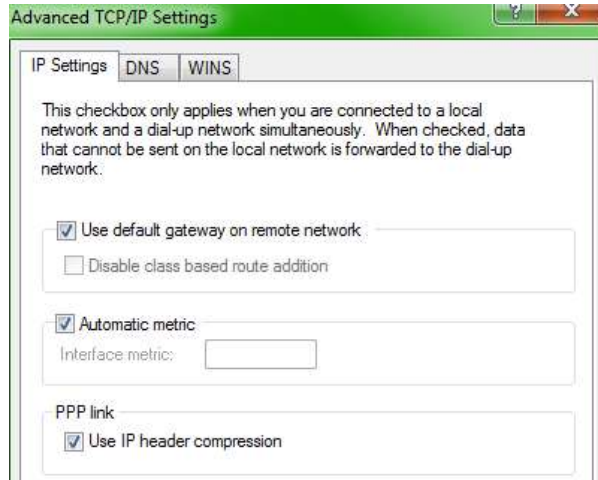 Advanced TCP/IP Settings
IP Settings DNS WINS
This checkbox only applies when you are connected to a local
network and a dial-up network simultaneously. When checked, data
that cannot be sent on the local network is forwarded to the dial-up
network.
Use default gateway on remote network
Disable class based route addition
Automatic metric
Interface metric:
PPP link
Use IP header compression